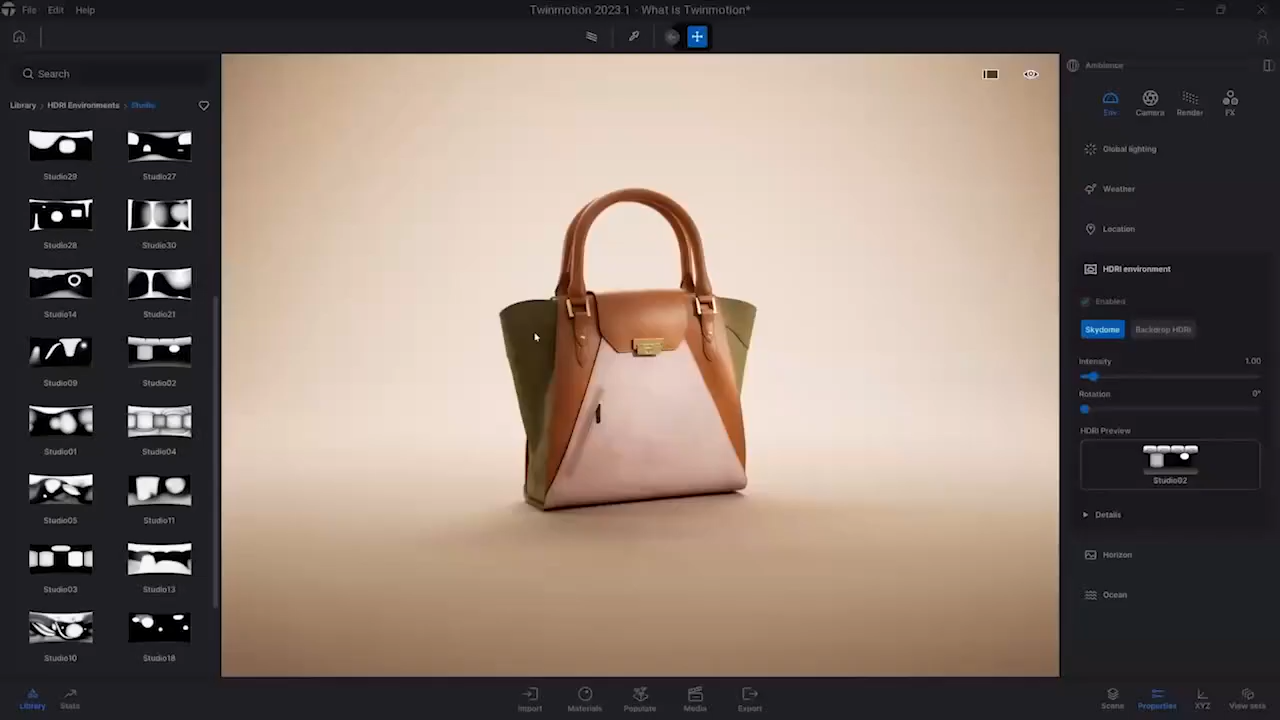 File Edit Help
Twinmotion 2023.1 - What is Twinmotion*
Search
Library > HDRI Environments > Studio
Studio29 Studio27
Studio28 Studio30
Studio14 Studio21
Studio09 Studio02
Studio01 Studio04
Studio05 Studio11
Studio03 Studio13
Studio10 Studio18
Ambience
Env Camera Render FX
Global lighting
Weather
Location
HDRI environment
Enabled
Skydome Backdrop HDRI
Intensity 1.00
Rotation 0°
HDRI Preview
Studio02
Details
Horizon
Ocean
Library Stats Import Materials Populate Media Export Scene Properties XYZ View sets